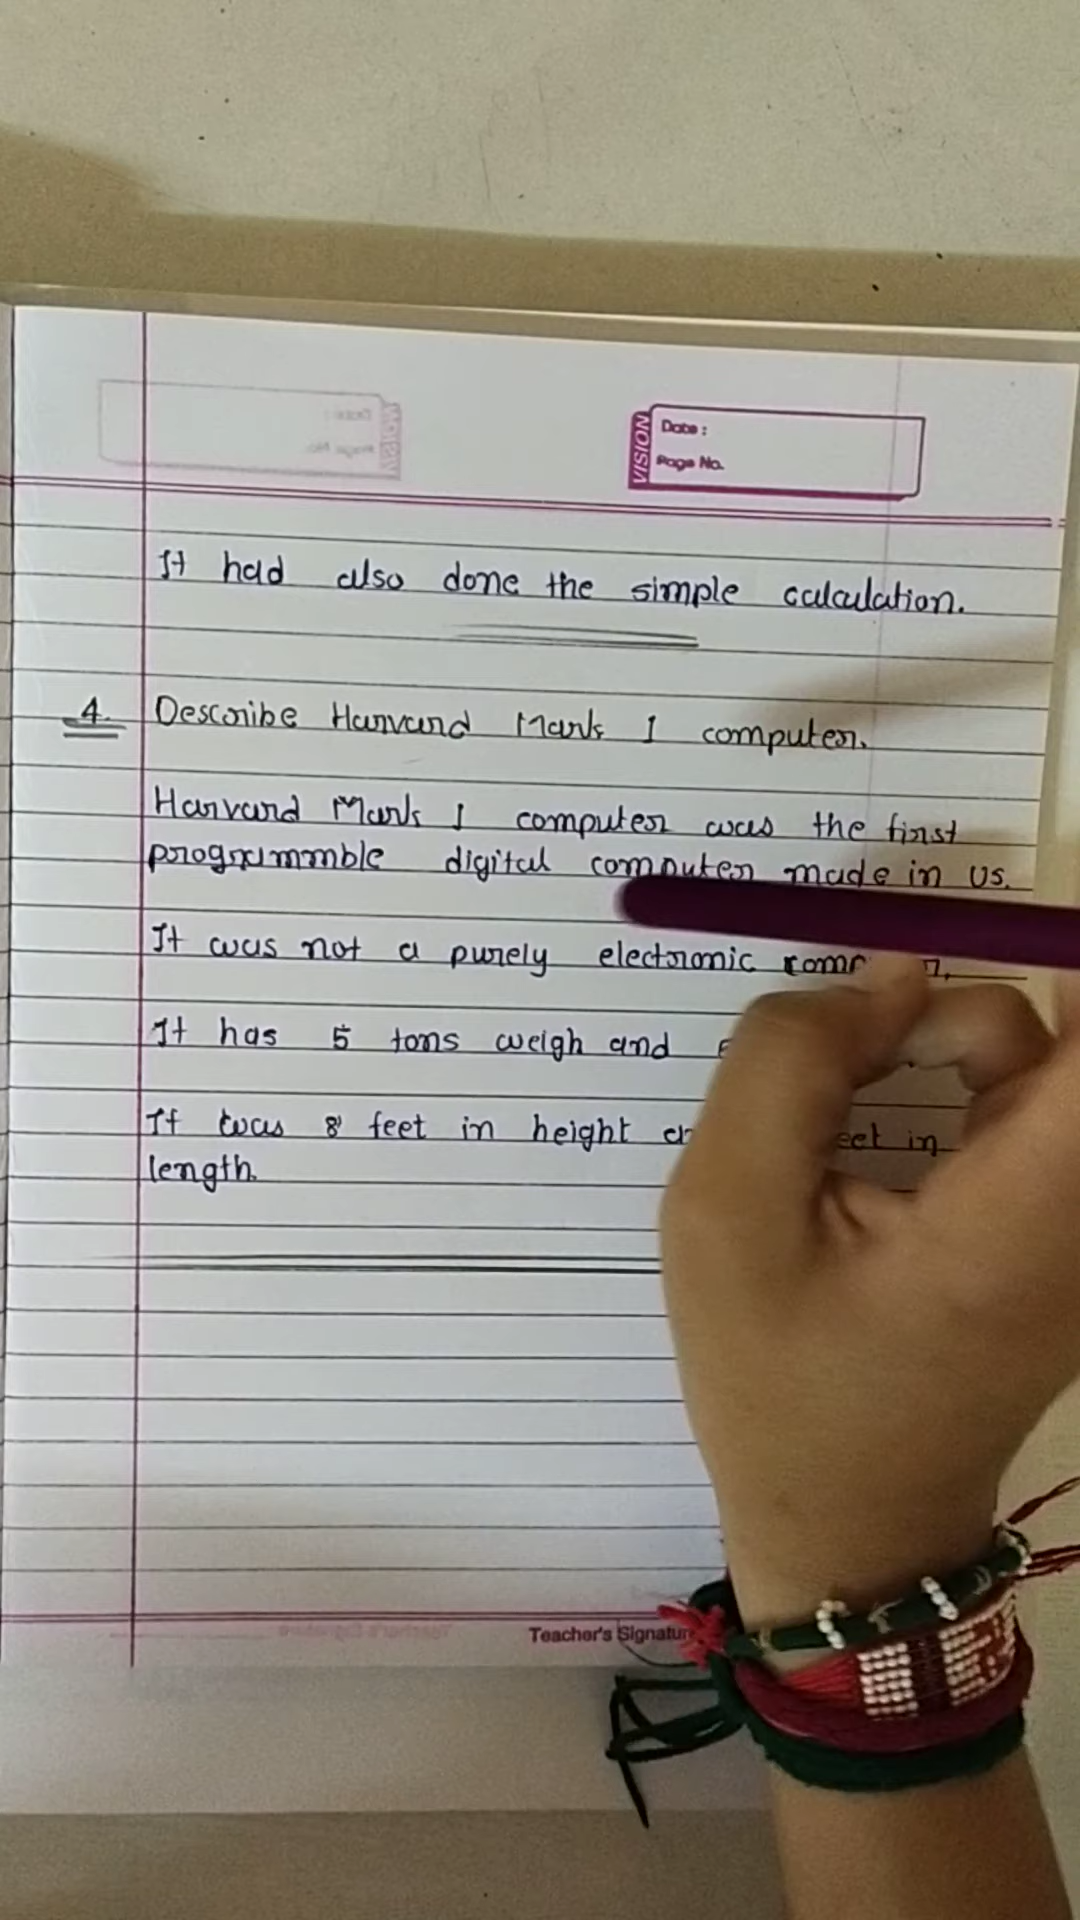 VISION
Date :
Page No.
It had also done the simple calculation.
4. Describe Harvard Mark I computer.
Harvard Mark I computer was the first
programmble digital computer made in US.
It was not a purely electronic
It has 5 tons weigh and
It was 8 feet in height in
length.
Teacher's